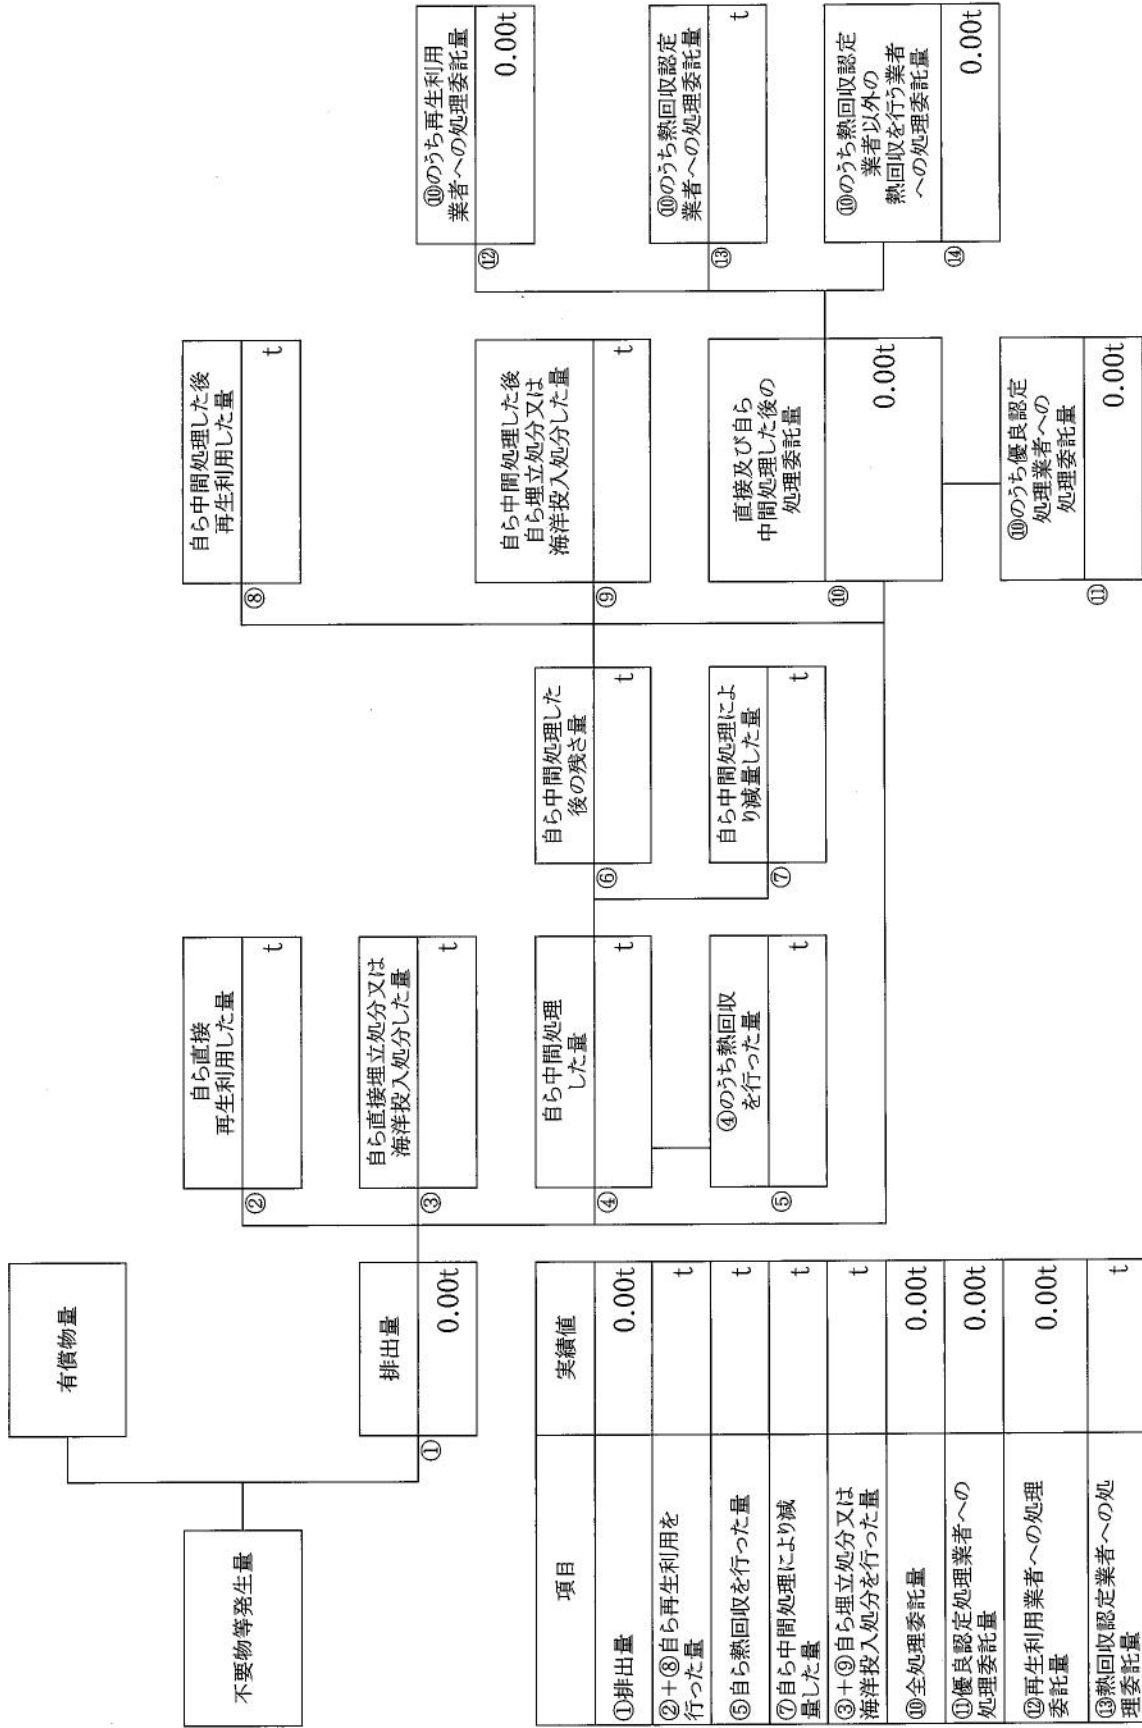 不要物等発生量
有償物量
排出量
①
0.00t
自ら直接
再生利用した量
②
t
自ら直接埋立処分又は
海洋投入処分した量
③
t
自ら中間処理
した量
④
t
④のうち熱回収
を行った量
⑤
t
自ら中間処理した
後の残さ量
⑥
t
自ら中間処理によ
り減量した量
⑦
t
自ら中間処理した後
再生利用した量
⑧
t
自ら中間処理した後
自ら埋立処分又は
海洋投入処分した量
⑨
t
直接及び自ら
中間処理した後の
処理委託量
⑩
0.00t
⑩のうち優良認定
処理業者への
処理委託量
⑪
0.00t
⑩のうち再生利用
業者への処理委託量
⑫
0.00t
⑩のうち熱回収認定
業者への処理委託量
⑬
t
⑩のうち熱回収認定
業者以外の
熱回収を行う業者
への処理委託量
⑭
0.00t
項目 実績値
①排出量 0.00t
②+⑧自ら再生利用を
行った量 t
⑤自ら熱回収を行った量 t
⑦自ら中間処理により減
量した量 t
③+⑨自ら埋立処分又は
海洋投入処分を行った量 t
⑩全処理委託量 0.00t
⑪優良認定処理業者への
処理委託量 0.00t
⑫再生利用業者への処理
委託量 0.00t
⑬熱回収認定業者への処
理委託量 t